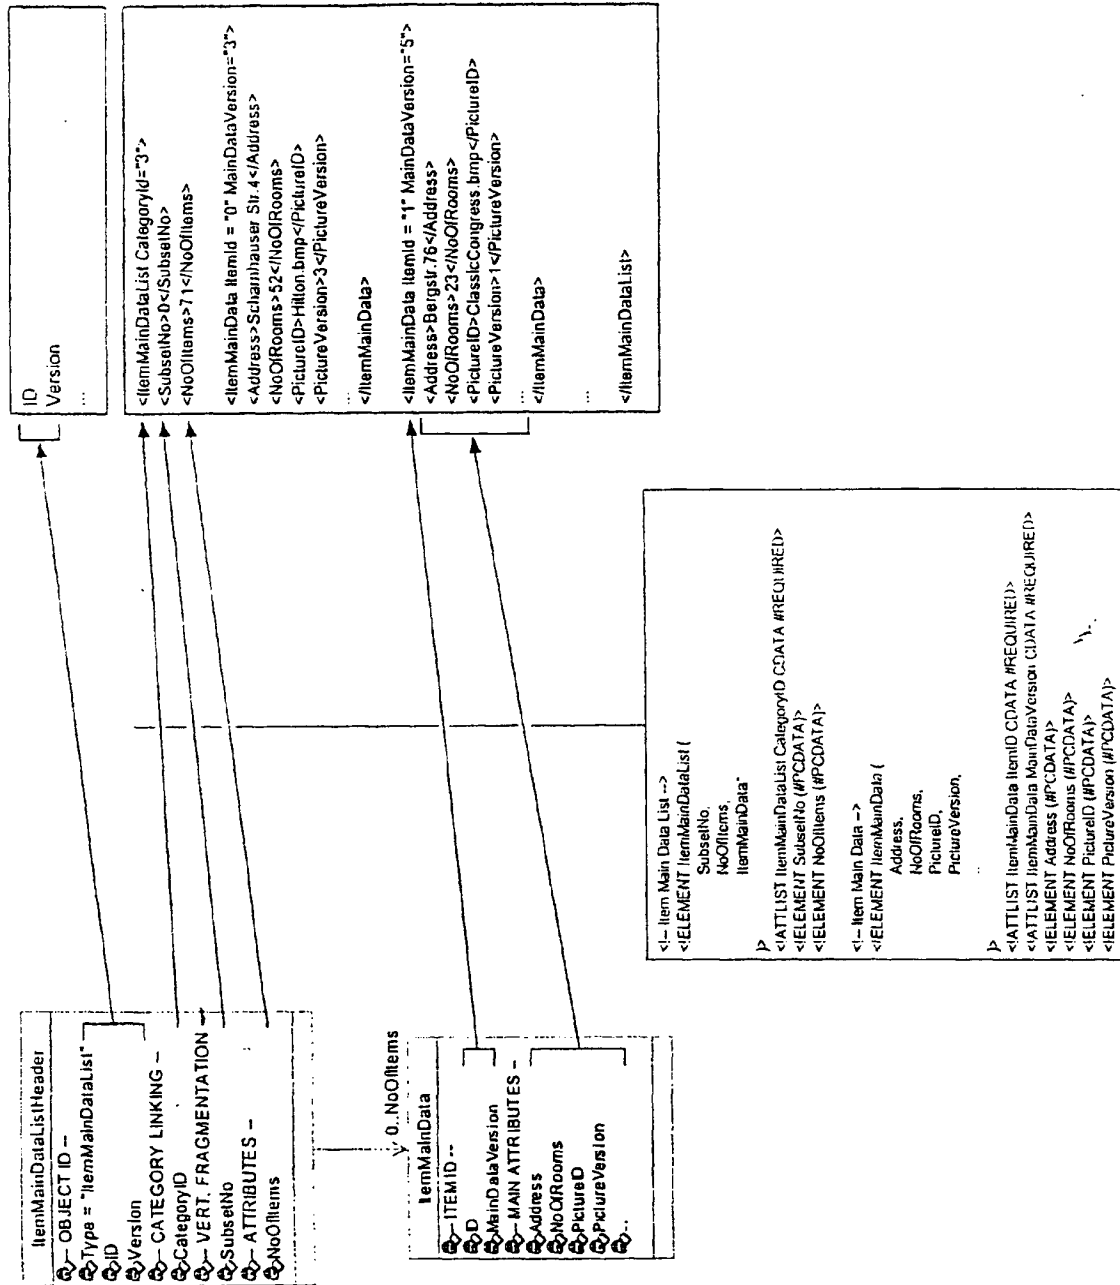 ItemMainDataListHeader
– OBJECT ID –
Type = "ItemMainDataList"
ID
Version
– CATEGORY LINKING –
CategoryID
– VERT. FRAGMENTATION –
SubsetNo
– ATTRIBUTES –
NoOfItems
0..NoOfItems
ItemMainData
– ITEM ID –
ID
MainDataVersion
– MAIN ATTRIBUTES –
Address
NoOfRooms
PictureID
PictureVersion
..
ID
Version
...
<ItemMainDataList CategoryId="3">
<SubsetNo>0</SubsetNo>
<NoOfItems>71</NoOfItems>
<ItemMainData ItemId = "0" MainDataVersion="3">
<Address>Scharnhauser Str.4</Address>
<NoOfRooms>52</NoOfRooms>
<PictureID>Hilton.bmp</PictureID>
<PictureVersion>3</PictureVersion>
...
</ItemMainData>
<ItemMainData ItemId = "1" MainDataVersion="5">
<Address>Bergstr.76</Address>
<NoOfRooms>23</NoOfRooms>
<PictureID>ClassicCongress.bmp</PictureID>
<PictureVersion>1</PictureVersion>
...
</ItemMainData>
...
</ItemMainDataList>
<!-- Item Main Data List -->
<!ELEMENT ItemMainDataList (
SubsetNo,
NoOfItems,
ItemMainData*
)>
<!ATTLIST ItemMainDataList CategoryID CDATA #REQUIRED>
<!ELEMENT SubsetNo (#PCDATA)>
<!ELEMENT NoOfItems (#PCDATA)>
<!-- Item Main Data -->
<!ELEMENT ItemMainData (
Address,
NoOfRooms,
PictureID,
PictureVersion,
..
)>
<!ATTLIST ItemMainData ItemID CDATA #REQUIRED>
<!ATTLIST ItemMainData MainDataVersion CDATA #REQUIRED>
<!ELEMENT Address (#PCDATA)>
<!ELEMENT NoOfRooms (#PCDATA)>
<!ELEMENT PictureID (#PCDATA)>
<!ELEMENT PictureVersion (#PCDATA)>